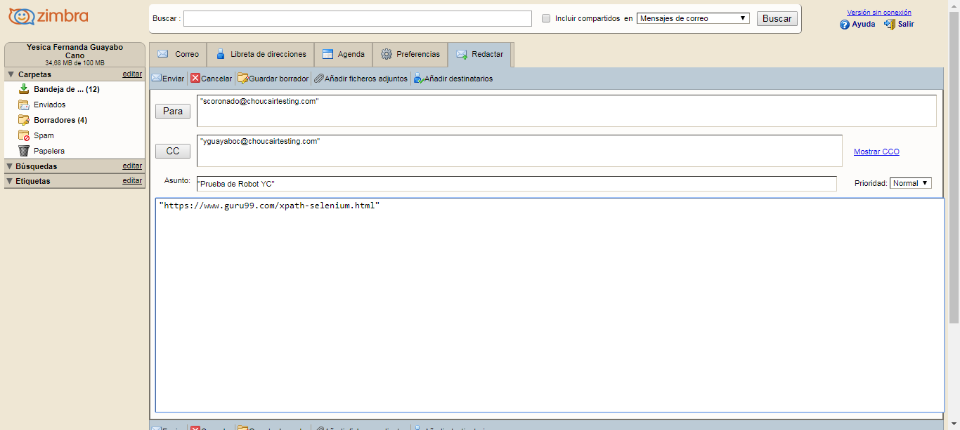 zimbra
Buscar :
Incluir compartidos en
Mensajes de correo
Buscar
Versión sin conexión
Ayuda
Salir
Yesica Fernanda Guayabo
Cano
34.68 MB de 100 MB
Carpetas editar
Bandeja de ... (12)
Enviados
Borradores (4)
Spam
Papelera
Búsquedas editar
Etiquetas editar
Correo
Libreta de direcciones
Agenda
Preferencias
Redactar
Enviar Cancelar Guardar borrador Añadir ficheros adjuntos Añadir destinatarios
Para "scoronado@choucairtesting.com"
CC "yguayaboc@choucairtesting.com"
Mostrar CCO
Asunto: "Prueba de Robot YC"
Prioridad: Normal
"https://www.guru99.com/xpath-selenium.html"